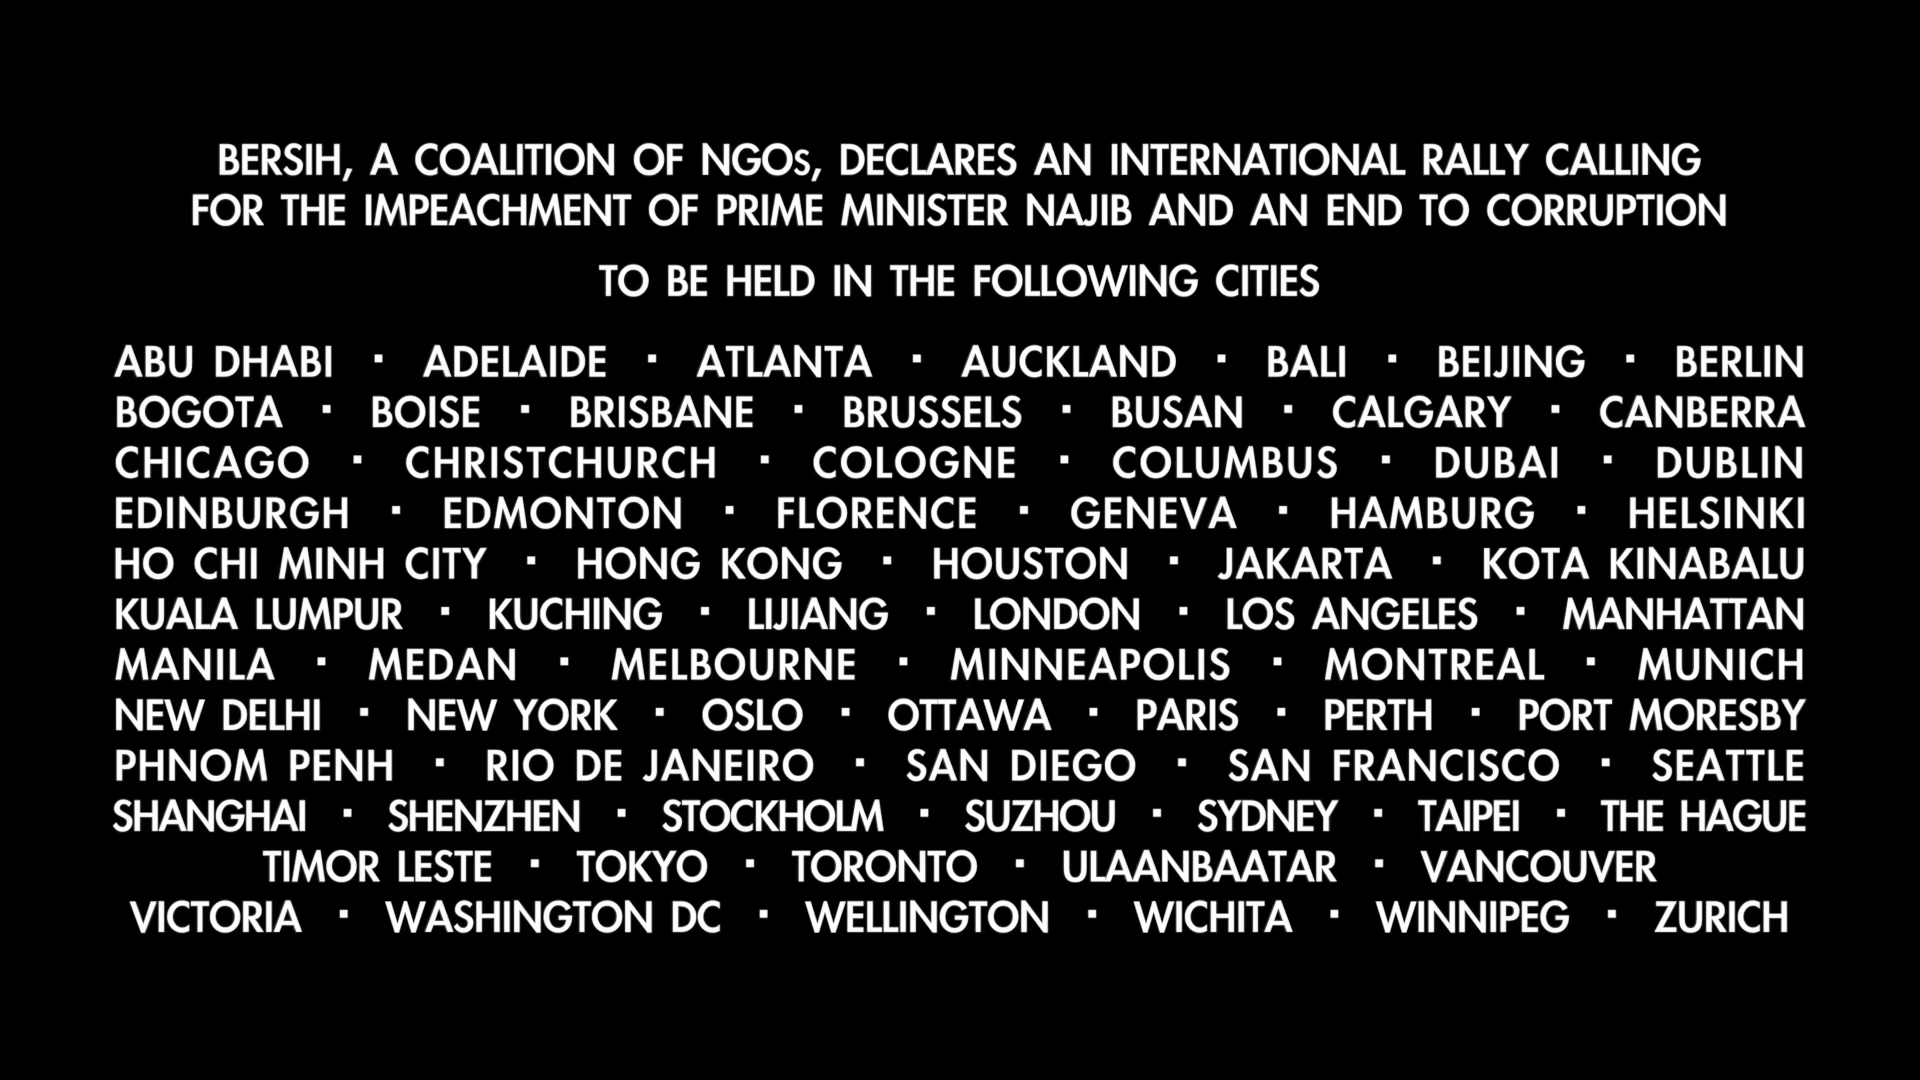 BERSIH, A COALITION OF NGOs, DECLARES AN INTERNATIONAL RALLY CALLING
FOR THE IMPEACHMENT OF PRIME MINISTER NAJIB AND AN END TO CORRUPTION
TO BE HELD IN THE FOLLOWING CITIES
ABU DHABI · ADELAIDE · ATLANTA · AUCKLAND · BALI · BEIJING · BERLIN
BOGOTA · BOISE · BRISBANE · BRUSSELS · BUSAN · CALGARY · CANBERRA
CHICAGO · CHRISTCHURCH · COLOGNE · COLUMBUS · DUBAI · DUBLIN
EDINBURGH · EDMONTON · FLORENCE · GENEVA · HAMBURG · HELSINKI
HO CHI MINH CITY · HONG KONG · HOUSTON · JAKARTA · KOTA KINABALU
KUALA LUMPUR · KUCHING · LIJIANG · LONDON · LOS ANGELES · MANHATTAN
MANILA · MEDAN · MELBOURNE · MINNEAPOLIS · MONTREAL · MUNICH
NEW DELHI · NEW YORK · OSLO · OTTAWA · PARIS · PERTH · PORT MORESBY
PHNOM PENH · RIO DE JANEIRO · SAN DIEGO · SAN FRANCISCO · SEATTLE
SHANGHAI · SHENZHEN · STOCKHOLM · SUZHOU · SYDNEY · TAIPEI · THE HAGUE
TIMOR LESTE · TOKYO · TORONTO · ULAANBAATAR · VANCOUVER
VICTORIA · WASHINGTON DC · WELLINGTON · WICHITA · WINNIPEG · ZURICH